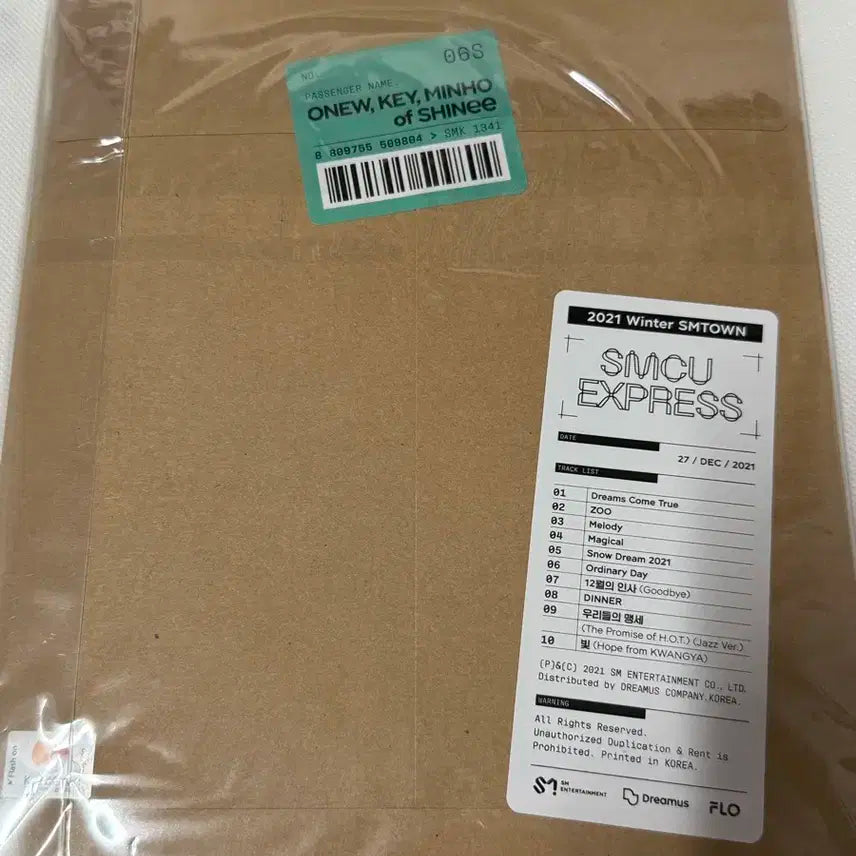 NO.
06S
PASSENGER NAME.
ONEW, KEY, MINHO
of SHINee
8 809755 509804 > SMK 1341
2021 Winter SMTOWN
SMCU
EXPRESS
DATE
27 / DEC / 2021
TRACK LIST
01 Dreams Come True
02 ZOO
03 Melody
04 Magical
05 Snow Dream 2021
06 Ordinary Day
07 12월의 인사 (Goodbye)
08 DINNER
09 우리들의 맹세
(The Promise of H.O.T.) (Jazz Ver.)
10 빛 (Hope from KWANGYA)
(P)&(C) 2021 SM ENTERTAINMENT CO., LTD.
Distributed by DREAMUS COMPANY.KOREA.
WARNING
All Rights Reserved.
Unauthorized Duplication & Rent is
Prohibited. Printed in KOREA.
SM
SM
ENTERTAINMENT
Dreamus
FLO
Flash on